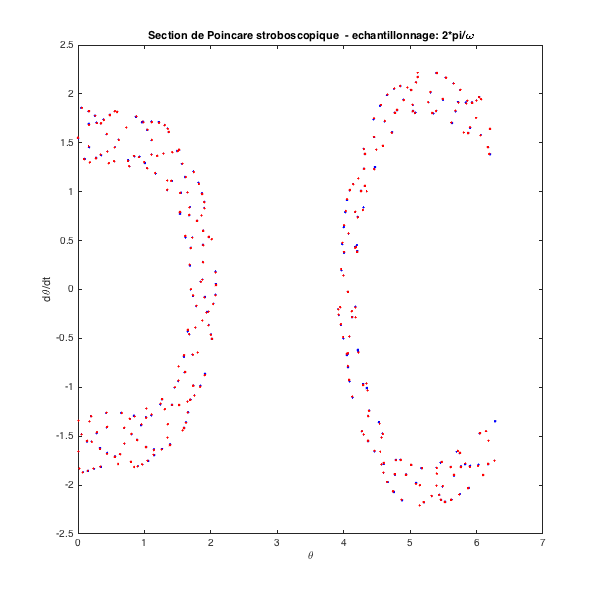 Section de Poincare stroboscopique - echantillonnage: 2*pi/ω
2.5
2
1.5
1
0.5
0
-0.5
-1
-1.5
-2
-2.5
dθ/dt
0 1 2 3 4 5 6 7
θ